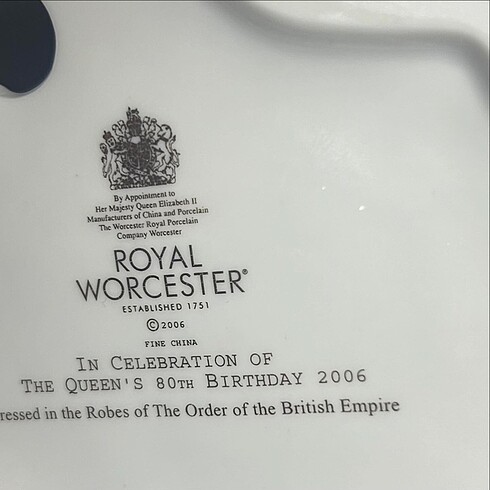 By Appointment to
Her Majesty Queen Elizabeth II
Manufacturers of China and Porcelain
The Worcester Royal Porcelain
Company Worcester
ROYAL
WORCESTER®
ESTABLISHED 1751
©2006
FINE CHINA
IN CELEBRATION OF
THE QUEEN'S 80TH BIRTHDAY 2006
ressed in the Robes of The Order of the British Empire